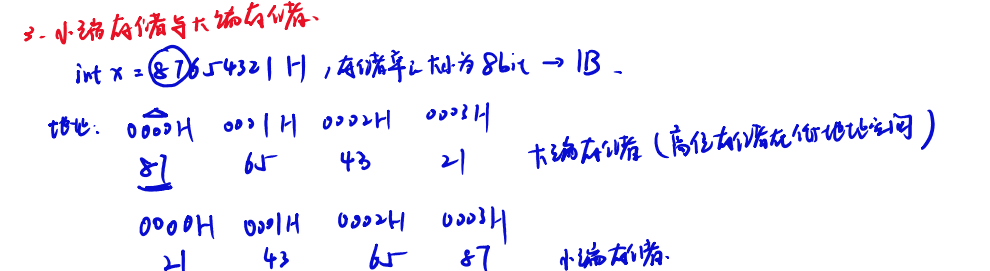 3. 小端存储与大端存储.
int x = 87654321 H , 存储单元大小为 8bit → 1B .
地址: 0000H 0001H 0002H 0003H
87 65 43 21 大端存储 (高位存储在低地址空间)
0000H 0001H 0002H 0003H
21 43 65 87 小端存储.